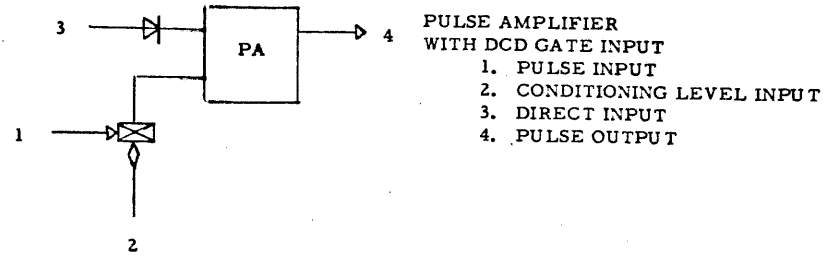 3
PA
4
1
2
PULSE AMPLIFIER
WITH DCD GATE INPUT
1. PULSE INPUT
2. CONDITIONING LEVEL INPUT
3. DIRECT INPUT
4. PULSE OUTPUT